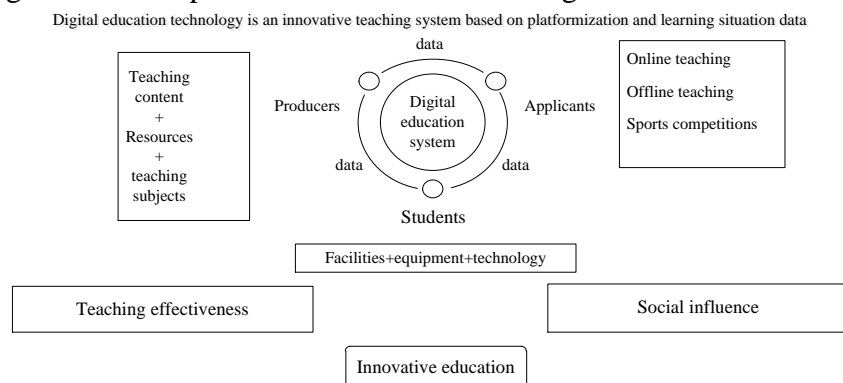 Digital education technology is an innovative teaching system based on platformization and learning situation data
data
Teaching
content
+
Resources
+
teaching
subjects
Producers
Digital
education
system
Applicants
Online teaching
Offline teaching
Sports competitions
data
data
Students
Facilities+equipment+technology
Teaching effectiveness
Social influence
Innovative education